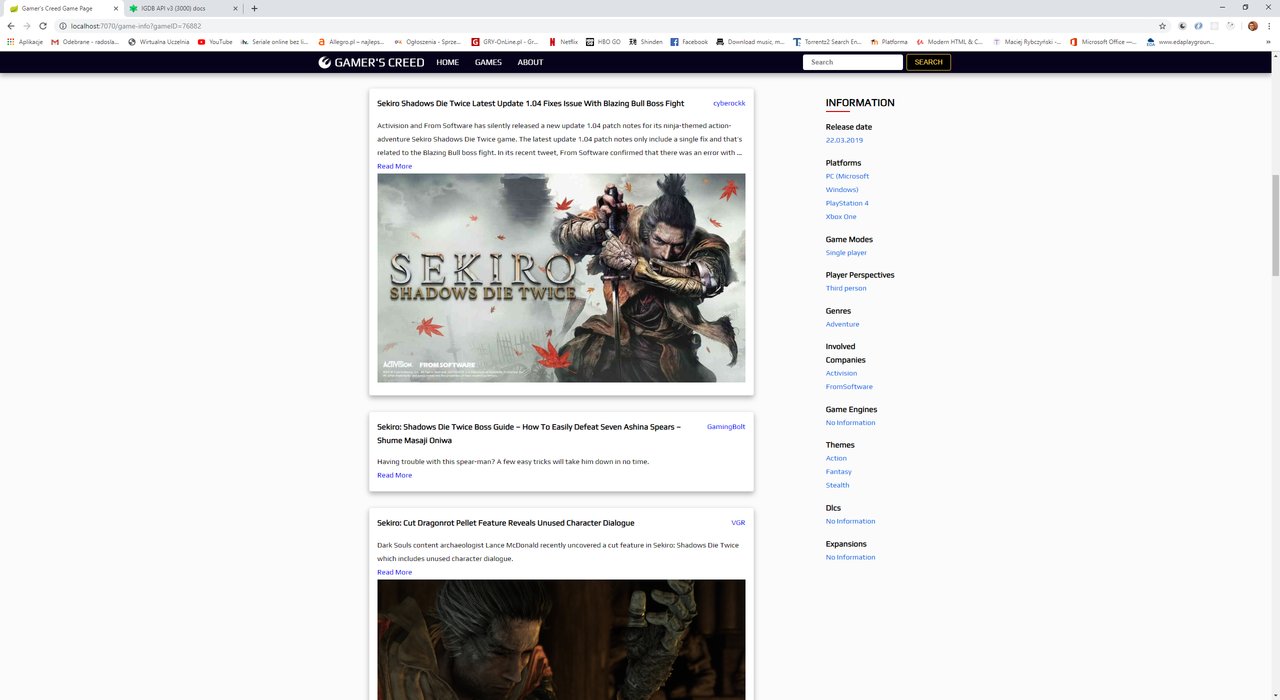 Gamer's Creed Game Page
IGDB API v3 (3000) docs
localhost:7070/game-info?gameID=76882
Aplikacje
Odebrane – radosla...
Wirtualna Uczelnia
YouTube
Seriale online bez li...
Allegro.pl – najleps...
Ogłoszenia - Sprze...
GRY-OnLine.pl – Gr...
Netflix
HBO GO
Shinden
Facebook
Download music, m...
Torrentz2 Search En...
Platforma
Modern HTML & C...
Maciej Rybczyński -...
Microsoft Office —...
www.edaplaygroun...
GAMER'S CREED
HOME
GAMES
ABOUT
Search
SEARCH
Sekiro Shadows Die Twice Latest Update 1.04 Fixes Issue With Blazing Bull Boss Fight
cyberockk
Activision and From Software has silently released a new update 1.04 patch notes for its ninja-themed action-
adventure Sekiro Shadows Die Twice game. The latest update 1.04 patch notes only include a single fix and that's
related to the Blazing Bull boss fight. In its recent tweet, From Software confirmed that there was an error with ...
Read More
SEKIRO
SHADOWS DIE TWICE
ACTIVISION
FROMSOFTWARE
Sekiro: Shadows Die Twice Boss Guide – How To Easily Defeat Seven Ashina Spears –
Shume Masaji Oniwa
GamingBolt
Having trouble with this spear-man? A few easy tricks will take him down in no time.
Read More
Sekiro: Cut Dragonrot Pellet Feature Reveals Unused Character Dialogue
VGR
Dark Souls content archaeologist Lance McDonald recently uncovered a cut feature in Sekiro: Shadows Die Twice
which includes unused character dialogue.
Read More
INFORMATION
Release date
22.03.2019
Platforms
PC (Microsoft
Windows)
PlayStation 4
Xbox One
Game Modes
Single player
Player Perspectives
Third person
Genres
Adventure
Involved
Companies
Activision
FromSoftware
Game Engines
No Information
Themes
Action
Fantasy
Stealth
Dlcs
No Information
Expansions
No Information